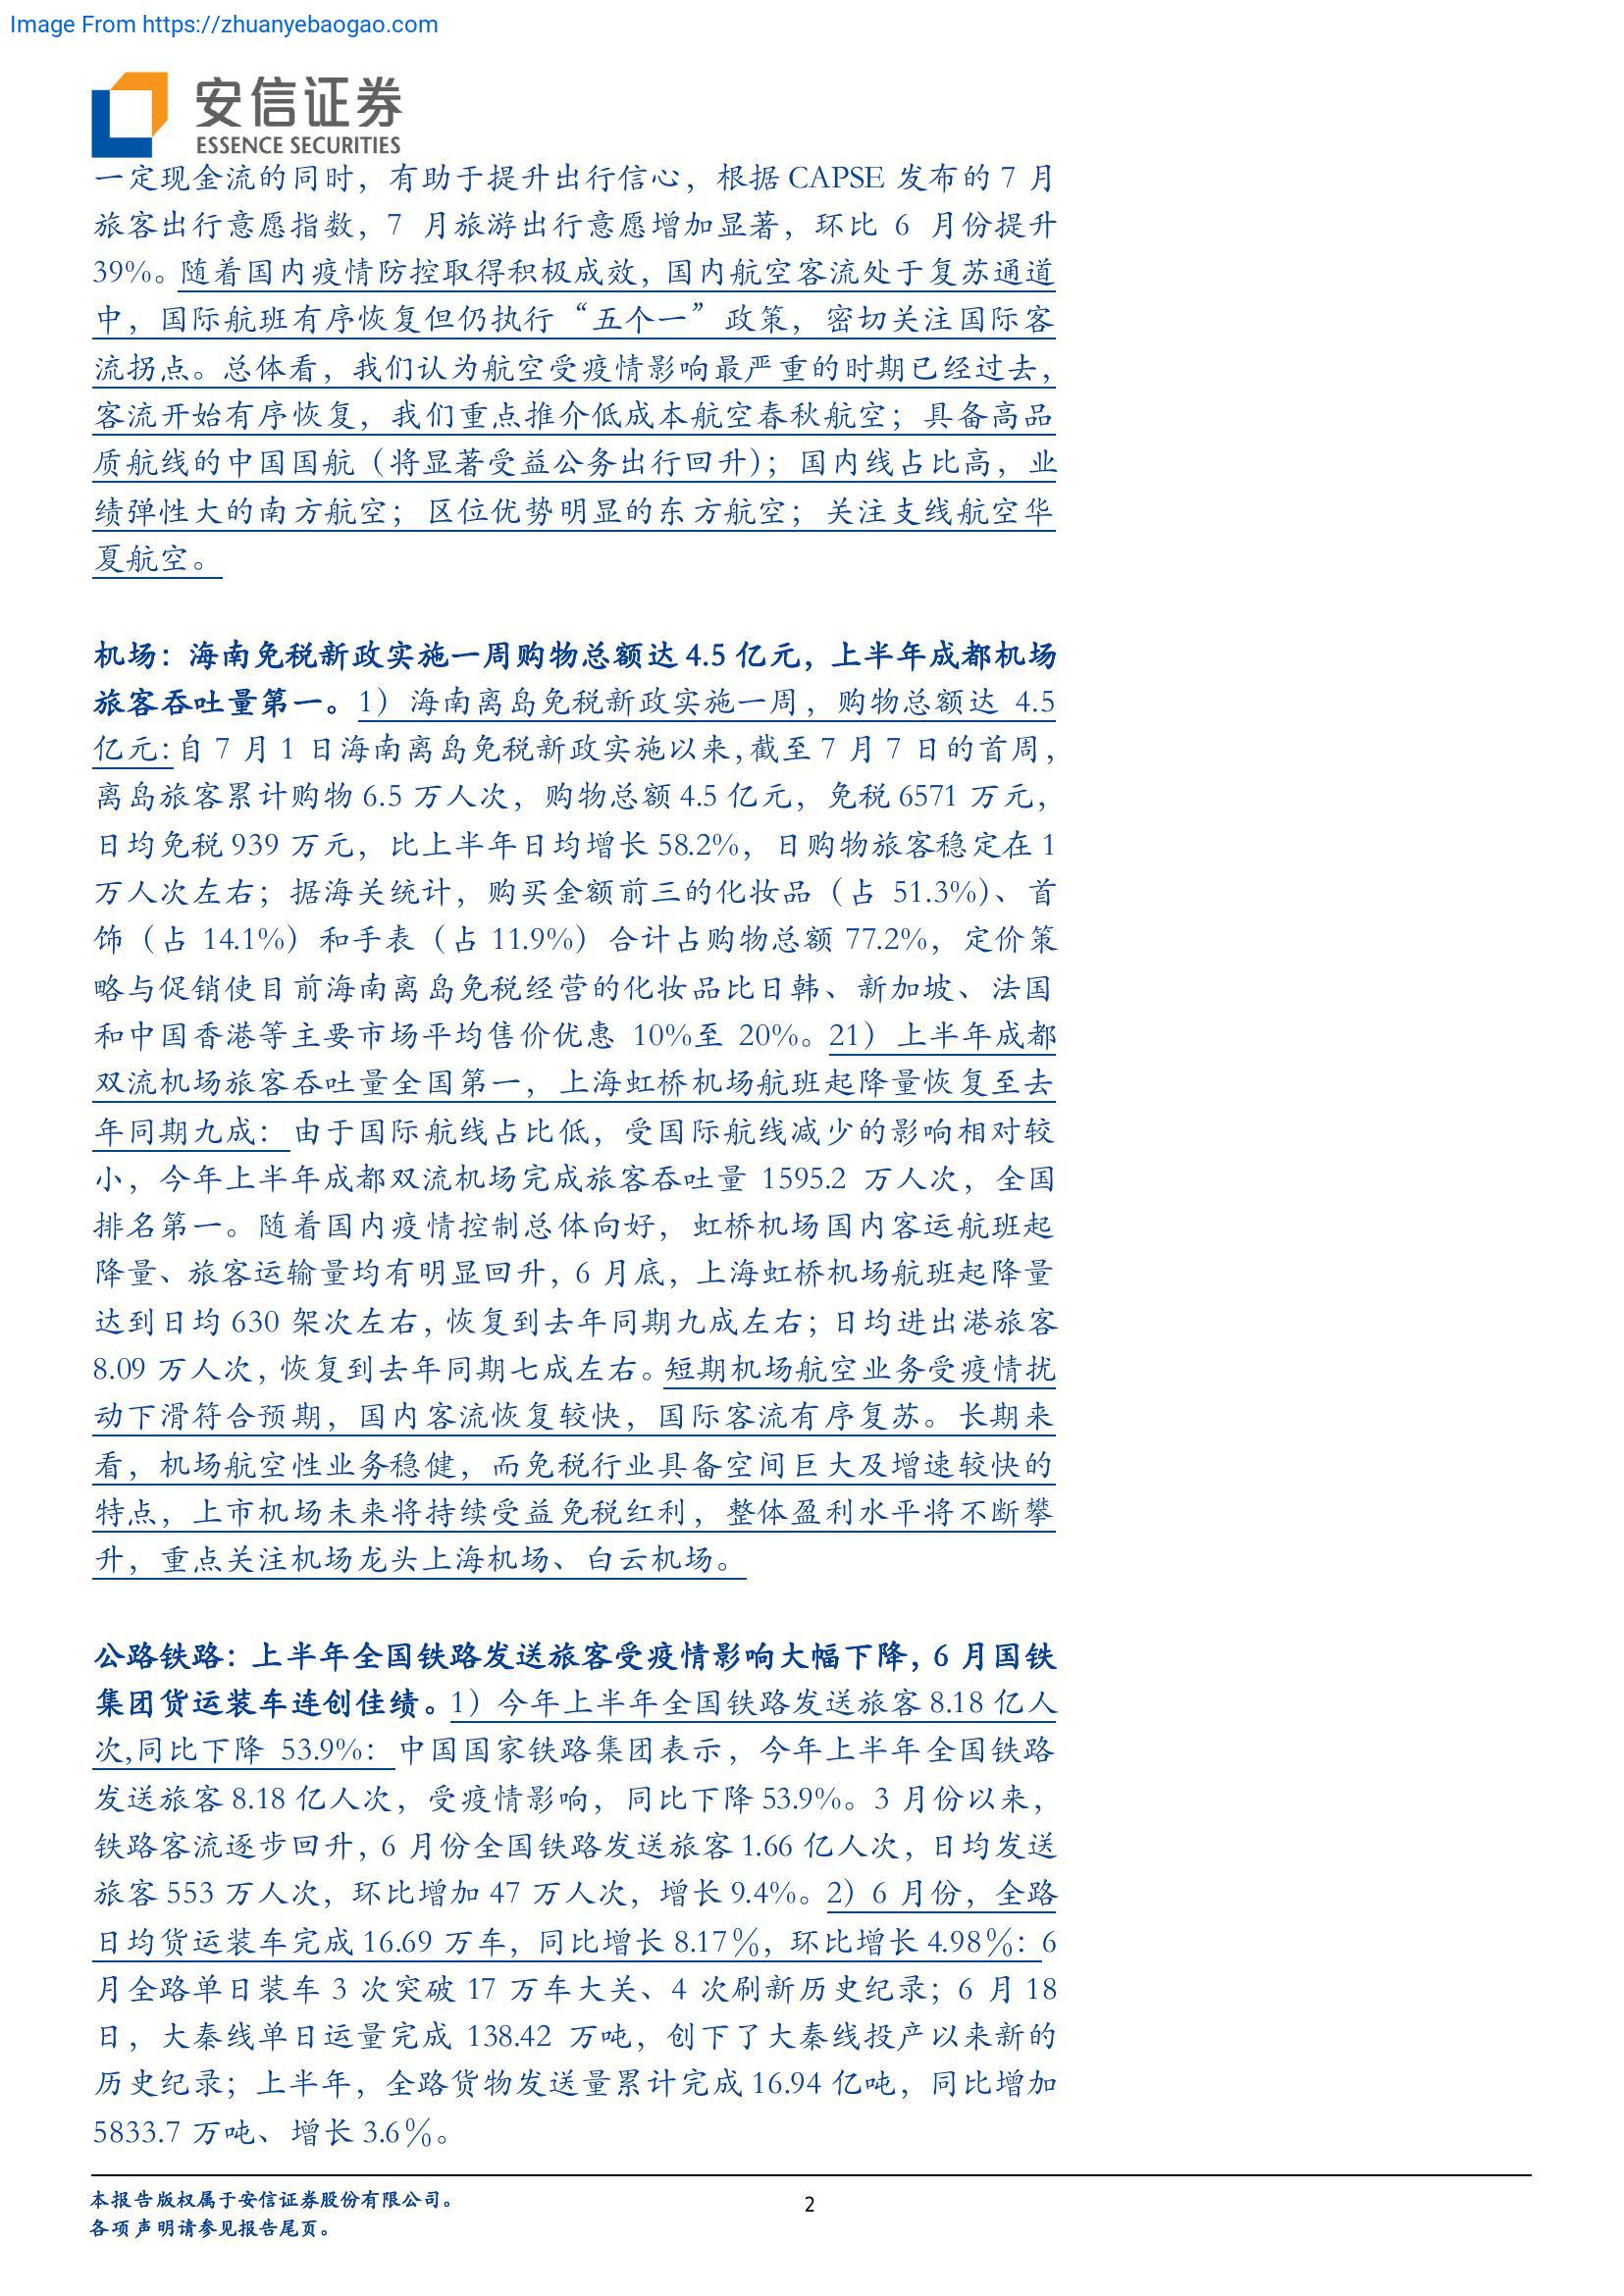 Image From https://zhuanyebaogao.com
安信证券
ESSENCE SECURITIES
一定现金流的同时，有助于提升出行信心，根据 CAPSE 发布的 7 月
旅客出行意愿指数，7 月旅游出行意愿增加显著，环比 6 月份提升
39%。随着国内疫情防控取得积极成效，国内航空客流处于复苏通道
中，国际航班有序恢复但仍执行“五个一”政策，密切关注国际客
流拐点。总体看，我们认为航空受疫情影响最严重的时期已经过去，
客流开始有序恢复，我们重点推介低成本航空春秋航空；具备高品
质航线的中国国航（将显著受益公务出行回升）；国内线占比高，业
绩弹性大的南方航空；区位优势明显的东方航空；关注支线航空华
夏航空。
机场：海南免税新政实施一周购物总额达 4.5 亿元，上半年成都机场
旅客吞吐量第一。1）海南离岛免税新政实施一周，购物总额达 4.5
亿元：自 7 月 1 日海南离岛免税新政实施以来，截至 7 月 7 日的首周，
离岛旅客累计购物 6.5 万人次，购物总额 4.5 亿元，免税 6571 万元，
日均免税 939 万元，比上半年日均增长 58.2%，日购物旅客稳定在 1
万人次左右；据海关统计，购买金额前三的化妆品（占 51.3%）、首
饰（占 14.1%）和手表（占 11.9%）合计占购物总额 77.2%，定价策
略与促销使目前海南离岛免税经营的化妆品比日韩、新加坡、法国
和中国香港等主要市场平均售价优惠 10%至 20%。21）上半年成都
双流机场旅客吞吐量全国第一，上海虹桥机场航班起降量恢复至去
年同期九成：由于国际航线占比低，受国际航线减少的影响相对较
小，今年上半年成都双流机场完成旅客吞吐量 1595.2 万人次，全国
排名第一。随着国内疫情控制总体向好，虹桥机场国内客运航班起
降量、旅客运输量均有明显回升，6 月底，上海虹桥机场航班起降量
达到日均 630 架次左右，恢复到去年同期九成左右；日均进出港旅客
8.09 万人次，恢复到去年同期七成左右。短期机场航空业务受疫情扰
动下滑符合预期，国内客流恢复较快，国际客流有序复苏。长期来
看，机场航空性业务稳健，而免税行业具备空间巨大及增速较快的
特点，上市机场未来将持续受益免税红利，整体盈利水平将不断攀
升，重点关注机场龙头上海机场、白云机场。
公路铁路：上半年全国铁路发送旅客受疫情影响大幅下降，6 月国铁
集团货运装车连创佳绩。1）今年上半年全国铁路发送旅客 8.18 亿人
次,同比下降 53.9%：中国国家铁路集团表示，今年上半年全国铁路
发送旅客 8.18 亿人次，受疫情影响，同比下降 53.9%。3 月份以来，
铁路客流逐步回升，6 月份全国铁路发送旅客 1.66 亿人次，日均发送
旅客 553 万人次，环比增加 47 万人次，增长 9.4%。2）6 月份，全路
日均货运装车完成 16.69 万车，同比增长 8.17％，环比增长 4.98％：6
月全路单日装车 3 次突破 17 万车大关、4 次刷新历史纪录；6 月 18
日，大秦线单日运量完成 138.42 万吨，创下了大秦线投产以来新的
历史纪录；上半年，全路货物发送量累计完成 16.94 亿吨，同比增加
5833.7 万吨、增长 3.6％。
本报告版权属于安信证券股份有限公司。
2
各项声明请参见报告尾页。